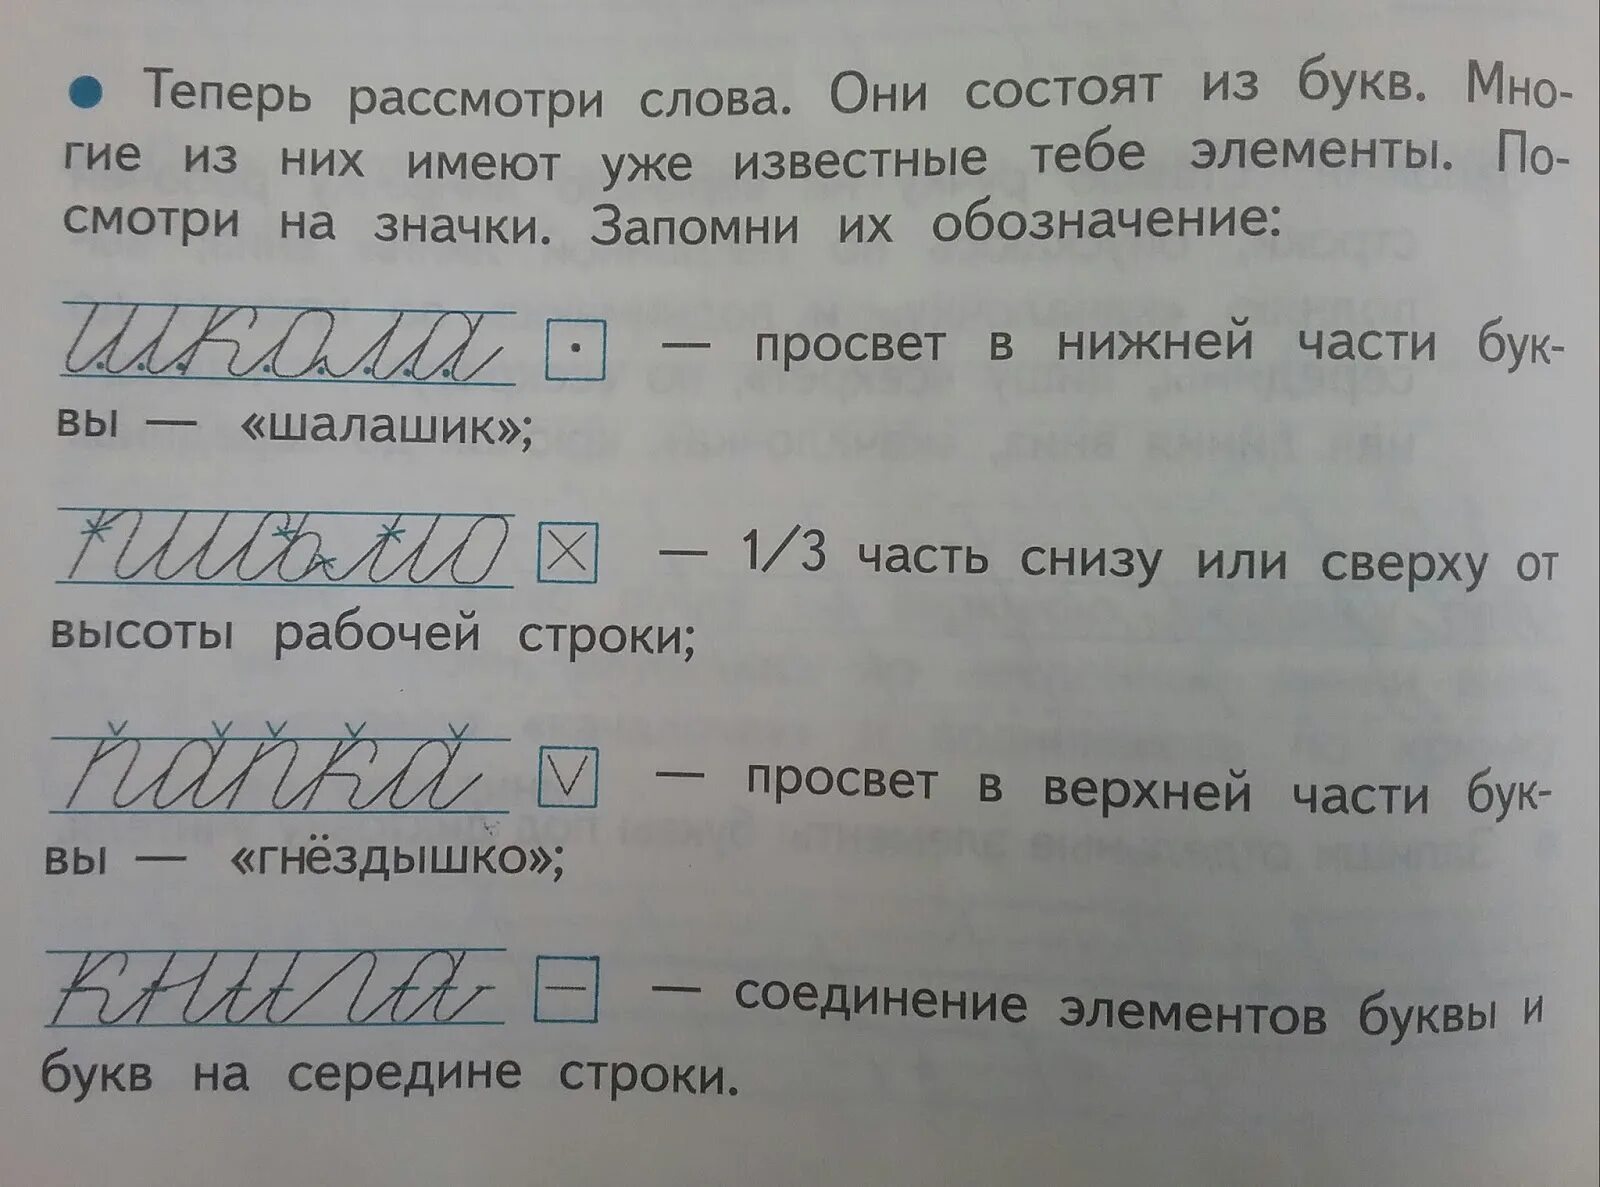 • Теперь рассмотри слова. Они состоят из букв. Мно-
гие из них имеют уже известные тебе элементы. По-
смотри на значки. Запомни их обозначение:
школа — просвет в нижней части бук-
вы — «шалашик»;
письмо — 1/3 часть снизу или сверху от
высоты рабочей строки;
папка — просвет в верхней части бук-
вы — «гнёздышко»;
книга — соединение элементов буквы и
букв на середине строки.